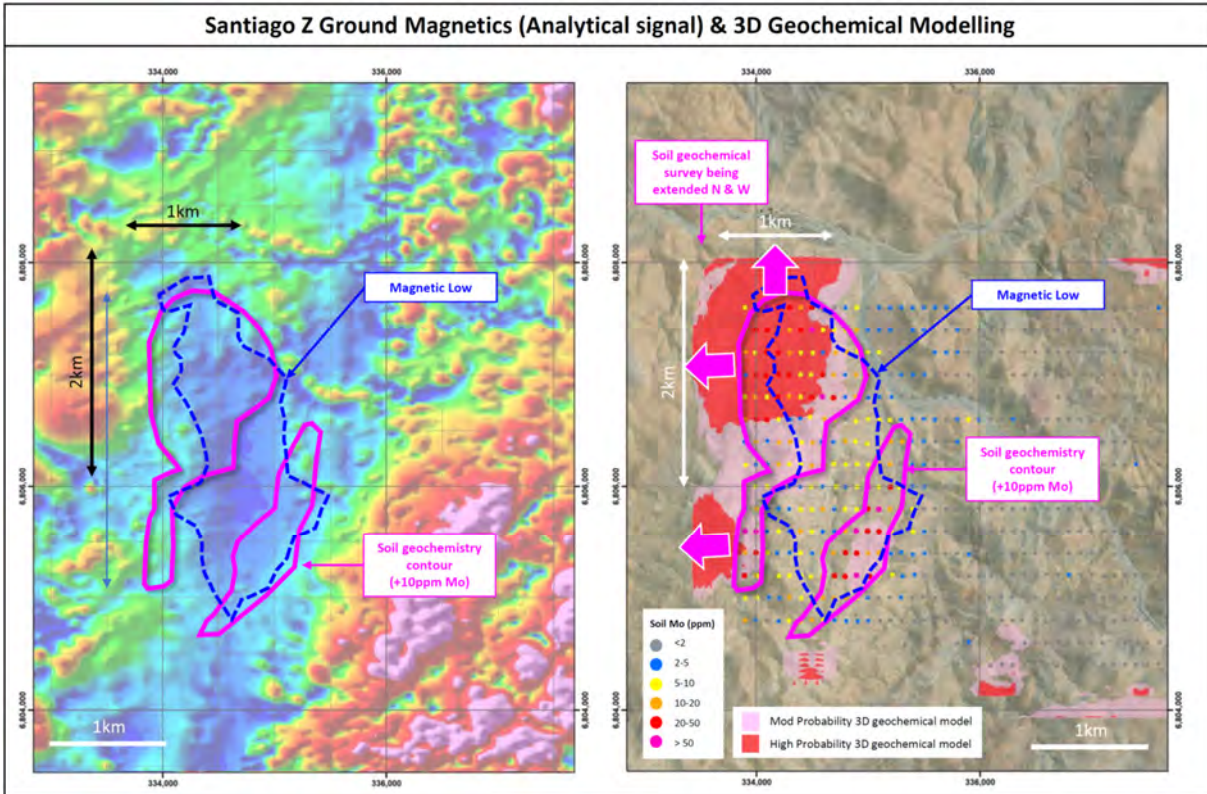 Santiago Z Ground Magnetics (Analytical signal) & 3D Geochemical Modelling
334,000
336,000
1km
6,808,000
Magnetic Low
2km
6,806,000
Soil geochemistry
contour
(+10ppm Mo)
6,804,000
1km
334,000
336,000
334,000
336,000
Soil geochemical
survey being
extended N & W
1km
6,808,000
Magnetic Low
2km
Soil geochemistry
contour
(+10ppm Mo)
6,806,000
Soil Mo (ppm)
<2
2-5
5-10
10-20
20-50
> 50
Mod Probability 3D geochemical model
High Probability 3D geochemical model
6,804,000
1km
334,000
336,000